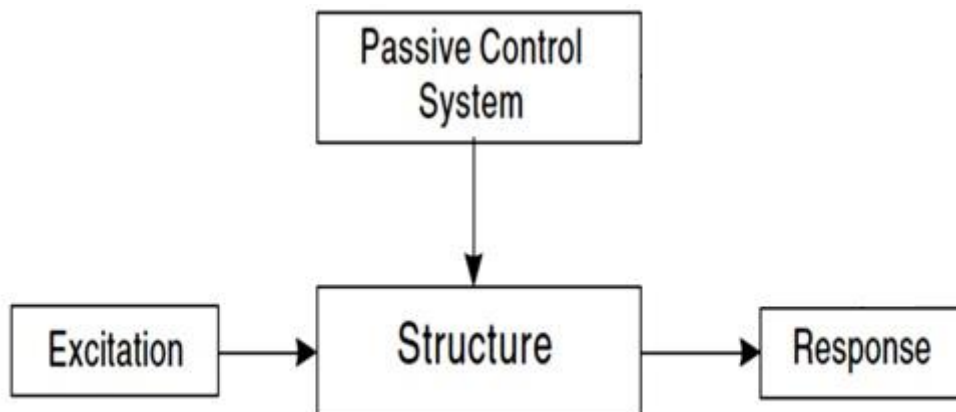 Passive Control
System
Excitation
Structure
Response